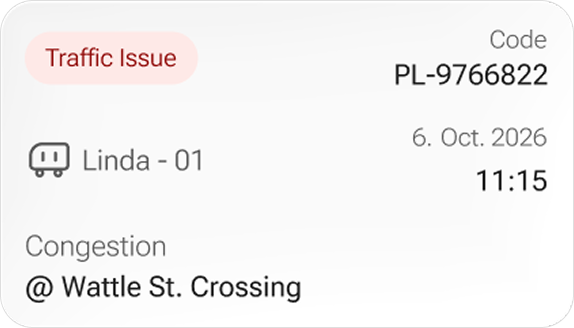 Traffic Issue
Code
PL-9766822
Linda - 01
6. Oct. 2026
11:15
Congestion
@ Wattle St. Crossing